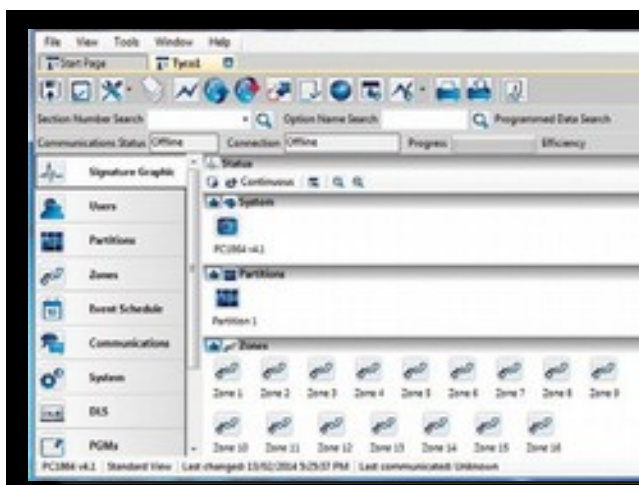 File View Tools Window Help
Start Page Tyco1
Section Number Search Option Name Search Programmed Data Search
Communications Status Offline Connection Offline Progress Efficiency
Signature Graphic
Users
Partitions
Zones
Event Schedule
Communications
System
DLS
PGMs
Status
Continuous
System
PC1864 v4.1
Partitions
Partition 1
Zones
Zone 1 Zone 2 Zone 3 Zone 4 Zone 5 Zone 6 Zone 7 Zone 8 Zone 9
Zone 10 Zone 11 Zone 12 Zone 13 Zone 14 Zone 15 Zone 16
PC1864 v4.1 Standard View Last changed: 13/02/2014 5:25:37 PM Last communicated: Unknown